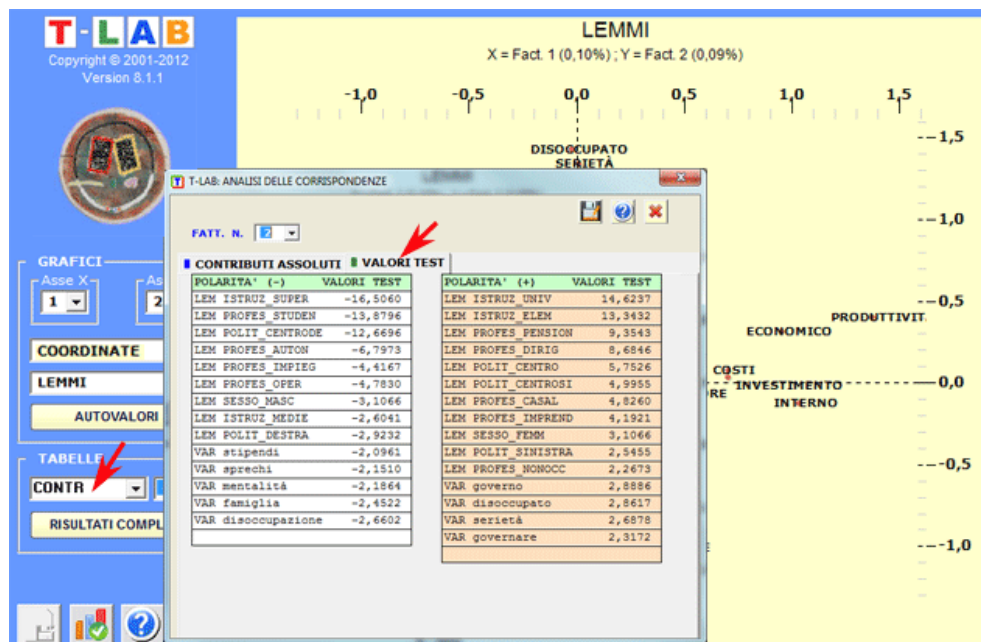 T-LAB
Copyright © 2001-2012
Version 8.1.1
LEMMI
X = Fact. 1 (0,10%) ; Y = Fact. 2 (0,09%)
-1,0 -0,5 0,0 0,5 1,0 1,5
1,5
DISOCCUPATO
SERIETÀ
T-LAB: ANALISI DELLE CORRISPONDENZE
1,0
FATT. N. 2
CONTRIBUTI ASSOLUTI VALORI TEST
GRAFICI
Asse X
1 2
POLARITA' (-) VALORI TEST
LEM ISTRUZ_SUPER -16,5060
LEM PROFES_STUDEN -13,8796
LEM POLIT_CENTRODE -12,6696
LEM PROFES_AUTON -6,7973
LEM PROFES_IMPIEG -4,4167
LEM PROFES_OPER -4,7830
LEM SESSO_MASC -3,1066
LEM ISTRUZ_MEDIE -2,6041
LEM POLIT_DESTRA -2,9232
VAR stipendi -2,0961
VAR sprechi -2,1510
VAR mentalità -2,1864
VAR famiglia -2,4522
VAR disoccupazione -2,6602
POLARITA' (+) VALORI TEST
LEM ISTRUZ_UNIV 14,6237
LEM ISTRUZ_ELEM 13,3432
LEM PROFES_PENSION 9,3543
LEM PROFES_DIRIG 8,6846
LEM POLIT_CENTRO 5,7526
LEM POLIT_CENTROSI 4,9955
LEM PROFES_CASAL 4,8260
LEM PROFES_IMPREND 4,1921
LEM SESSO_FEMM 3,1066
LEM POLIT_SINISTRA 2,5455
LEM PROFES_NONOCC 2,2673
VAR governo 2,8886
VAR disoccupato 2,8617
VAR serietà 2,6878
VAR governare 2,3172
0,5
PRODUTTIVIT
ECONOMICO
COSTI
INVESTIMENTO
0,0
RE
INTERNO
-0,5
-1,0
COORDINATE
LEMMI
AUTOVALORI
TABELLE
CONTR
RISULTATI COMPL